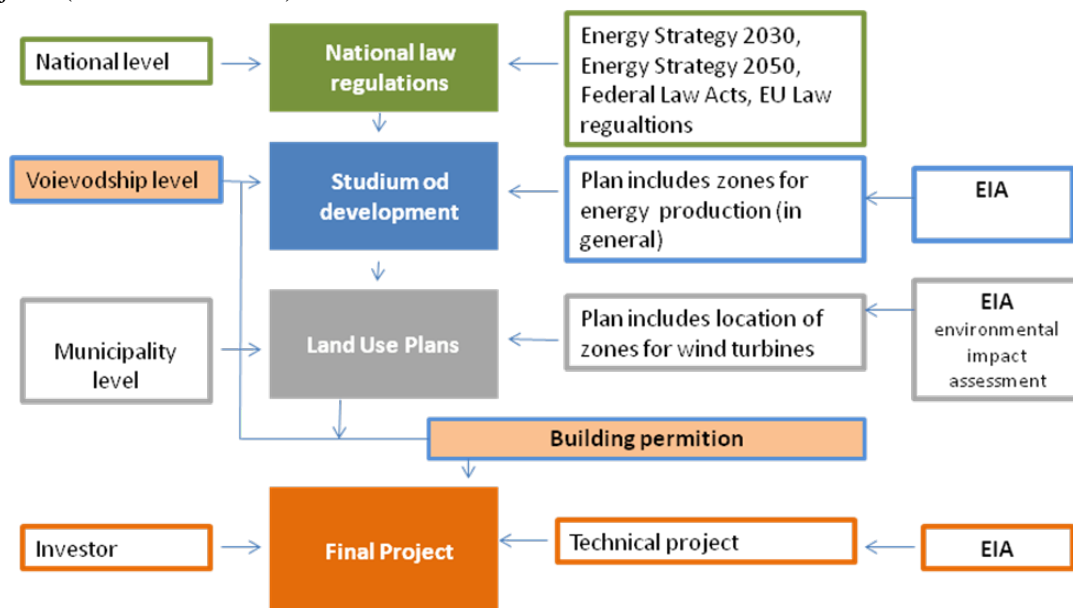 National level
National law
regulations
Energy Strategy 2030,
Energy Strategy 2050,
Federal Law Acts, EU Law
regualtions
Voievodship level
Studium od
development
Plan includes zones for
energy production (in
general)
EIA
Municipality
level
Land Use Plans
Plan includes location of
zones for wind turbines
EIA
environmental
impact
assessment
Building permition
Investor
Final Project
Technical project
EIA